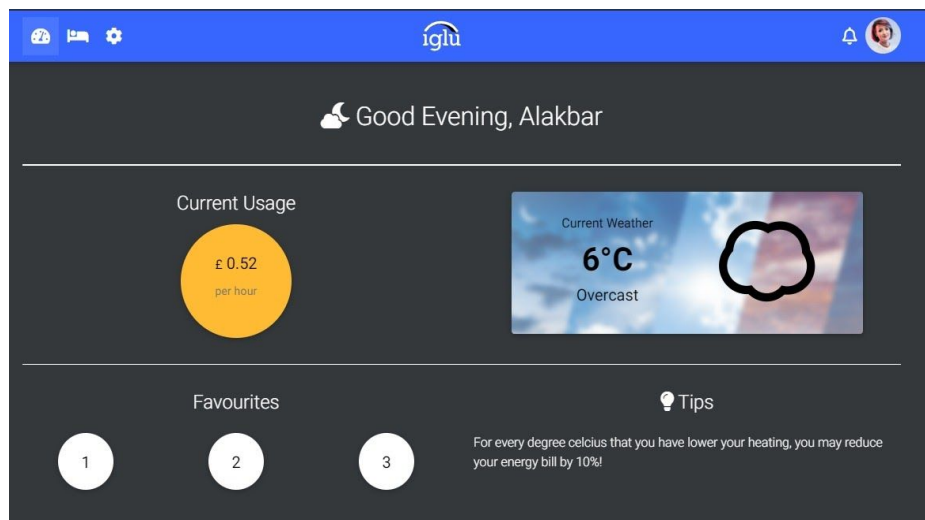 iglu
Good Evening, Alakbar
Current Usage
£ 0.52
per hour
Current Weather
6°C
Overcast
Favourites
1
2
3
Tips
For every degree celcius that you have lower your heating, you may reduce
your energy bill by 10%!